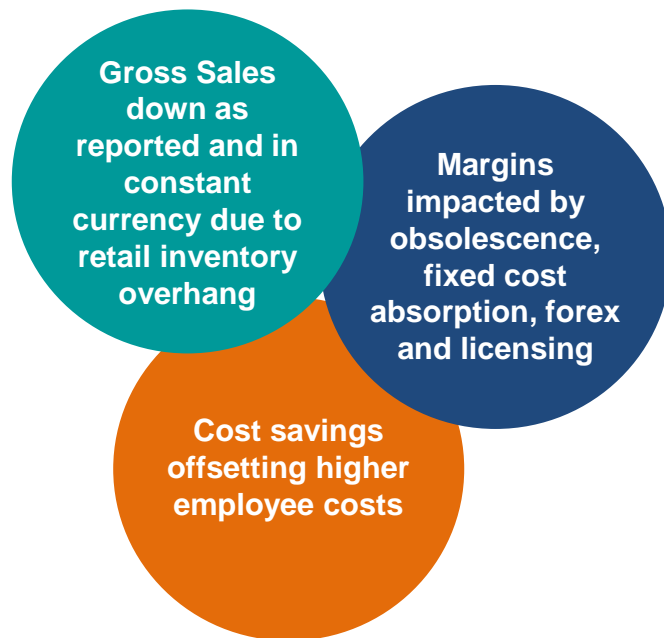 Gross Sales
down as
reported and in
constant
currency due to
retail inventory
overhang
Margins
impacted by
obsolescence,
fixed cost
absorption, forex
and licensing
Cost savings
offsetting higher
employee costs